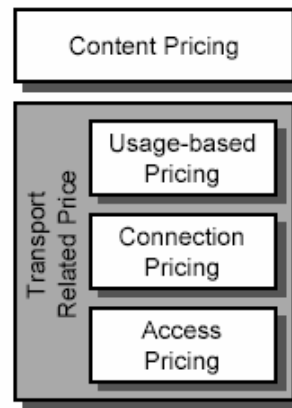 Content Pricing
Transport
Related Price
Usage-based
Pricing
Connection
Pricing
Access
Pricing